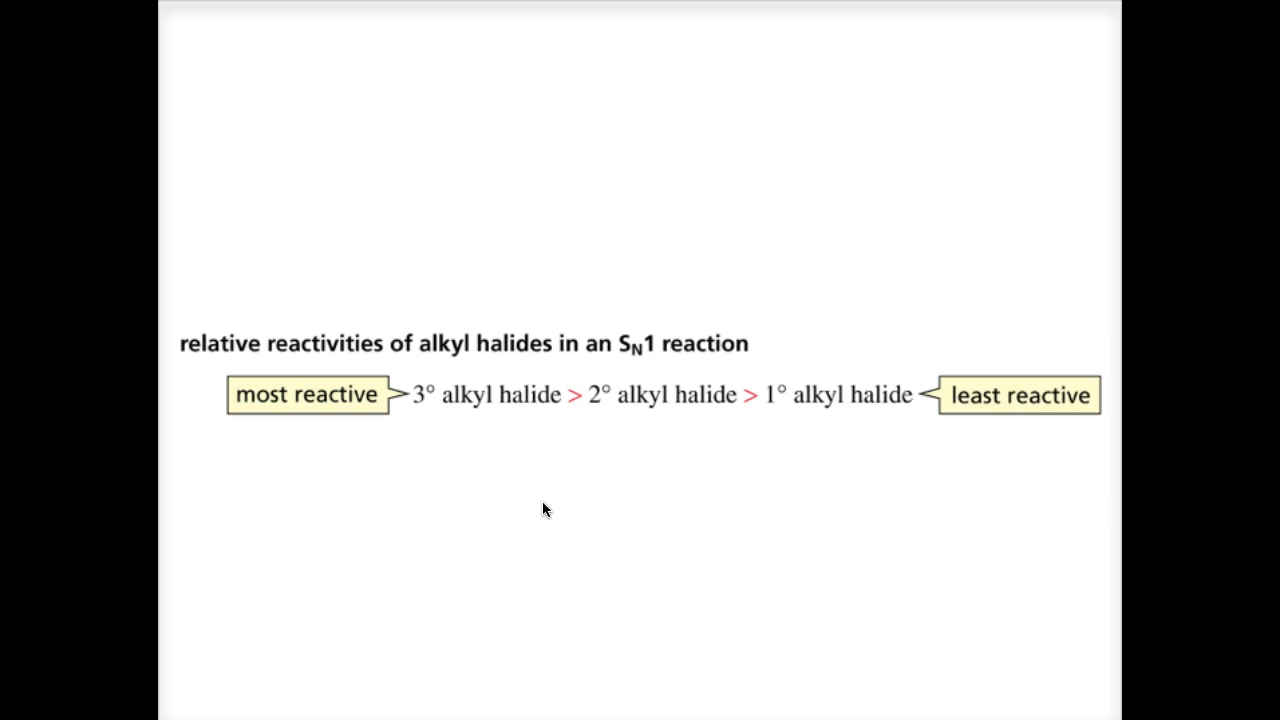 relative reactivities of alkyl halides in an SN1 reaction
most reactive 3° alkyl halide > 2° alkyl halide > 1° alkyl halide least reactive